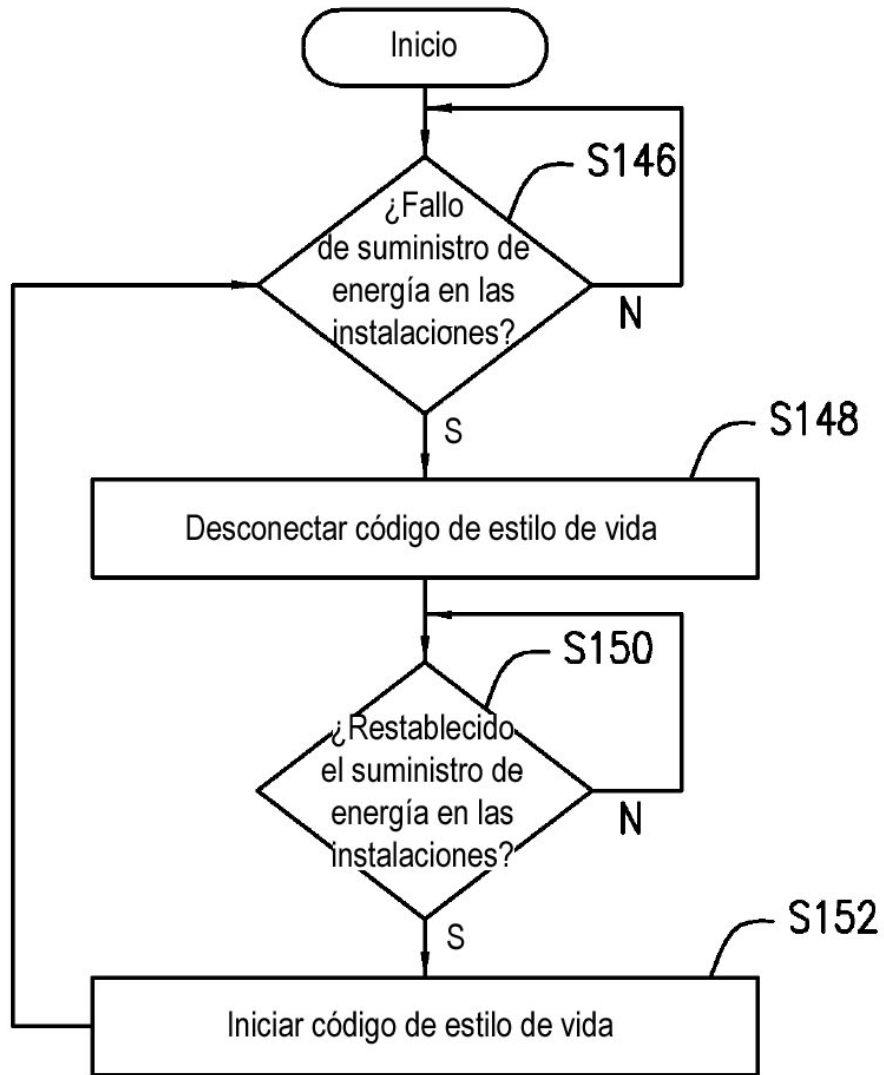 Inicio
S146
¿Fallo
de suministro de
energía en las
instalaciones?
N
S
S148
Desconectar código de estilo de vida
S150
¿Restablecido
el suministro de
energía en las
instalaciones?
N
S
S152
Iniciar código de estilo de vida